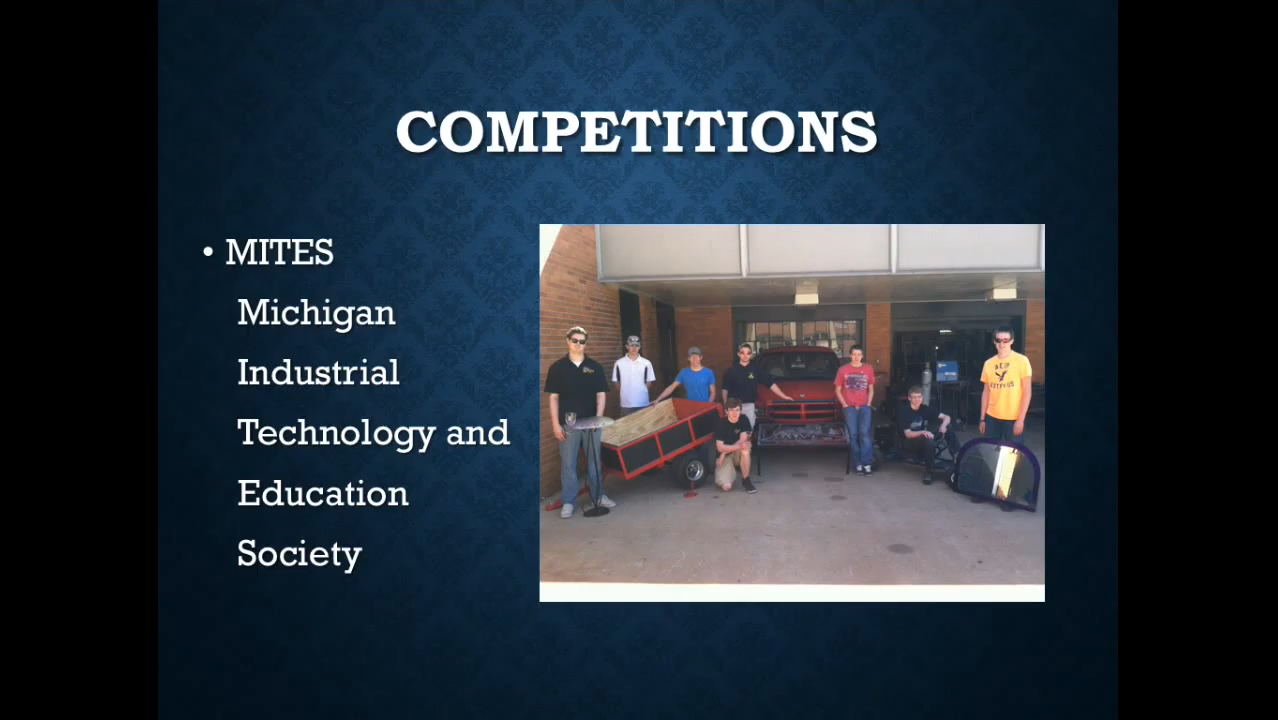 COMPETITIONS
• MITES
Michigan
Industrial
Technology and
Education
Society